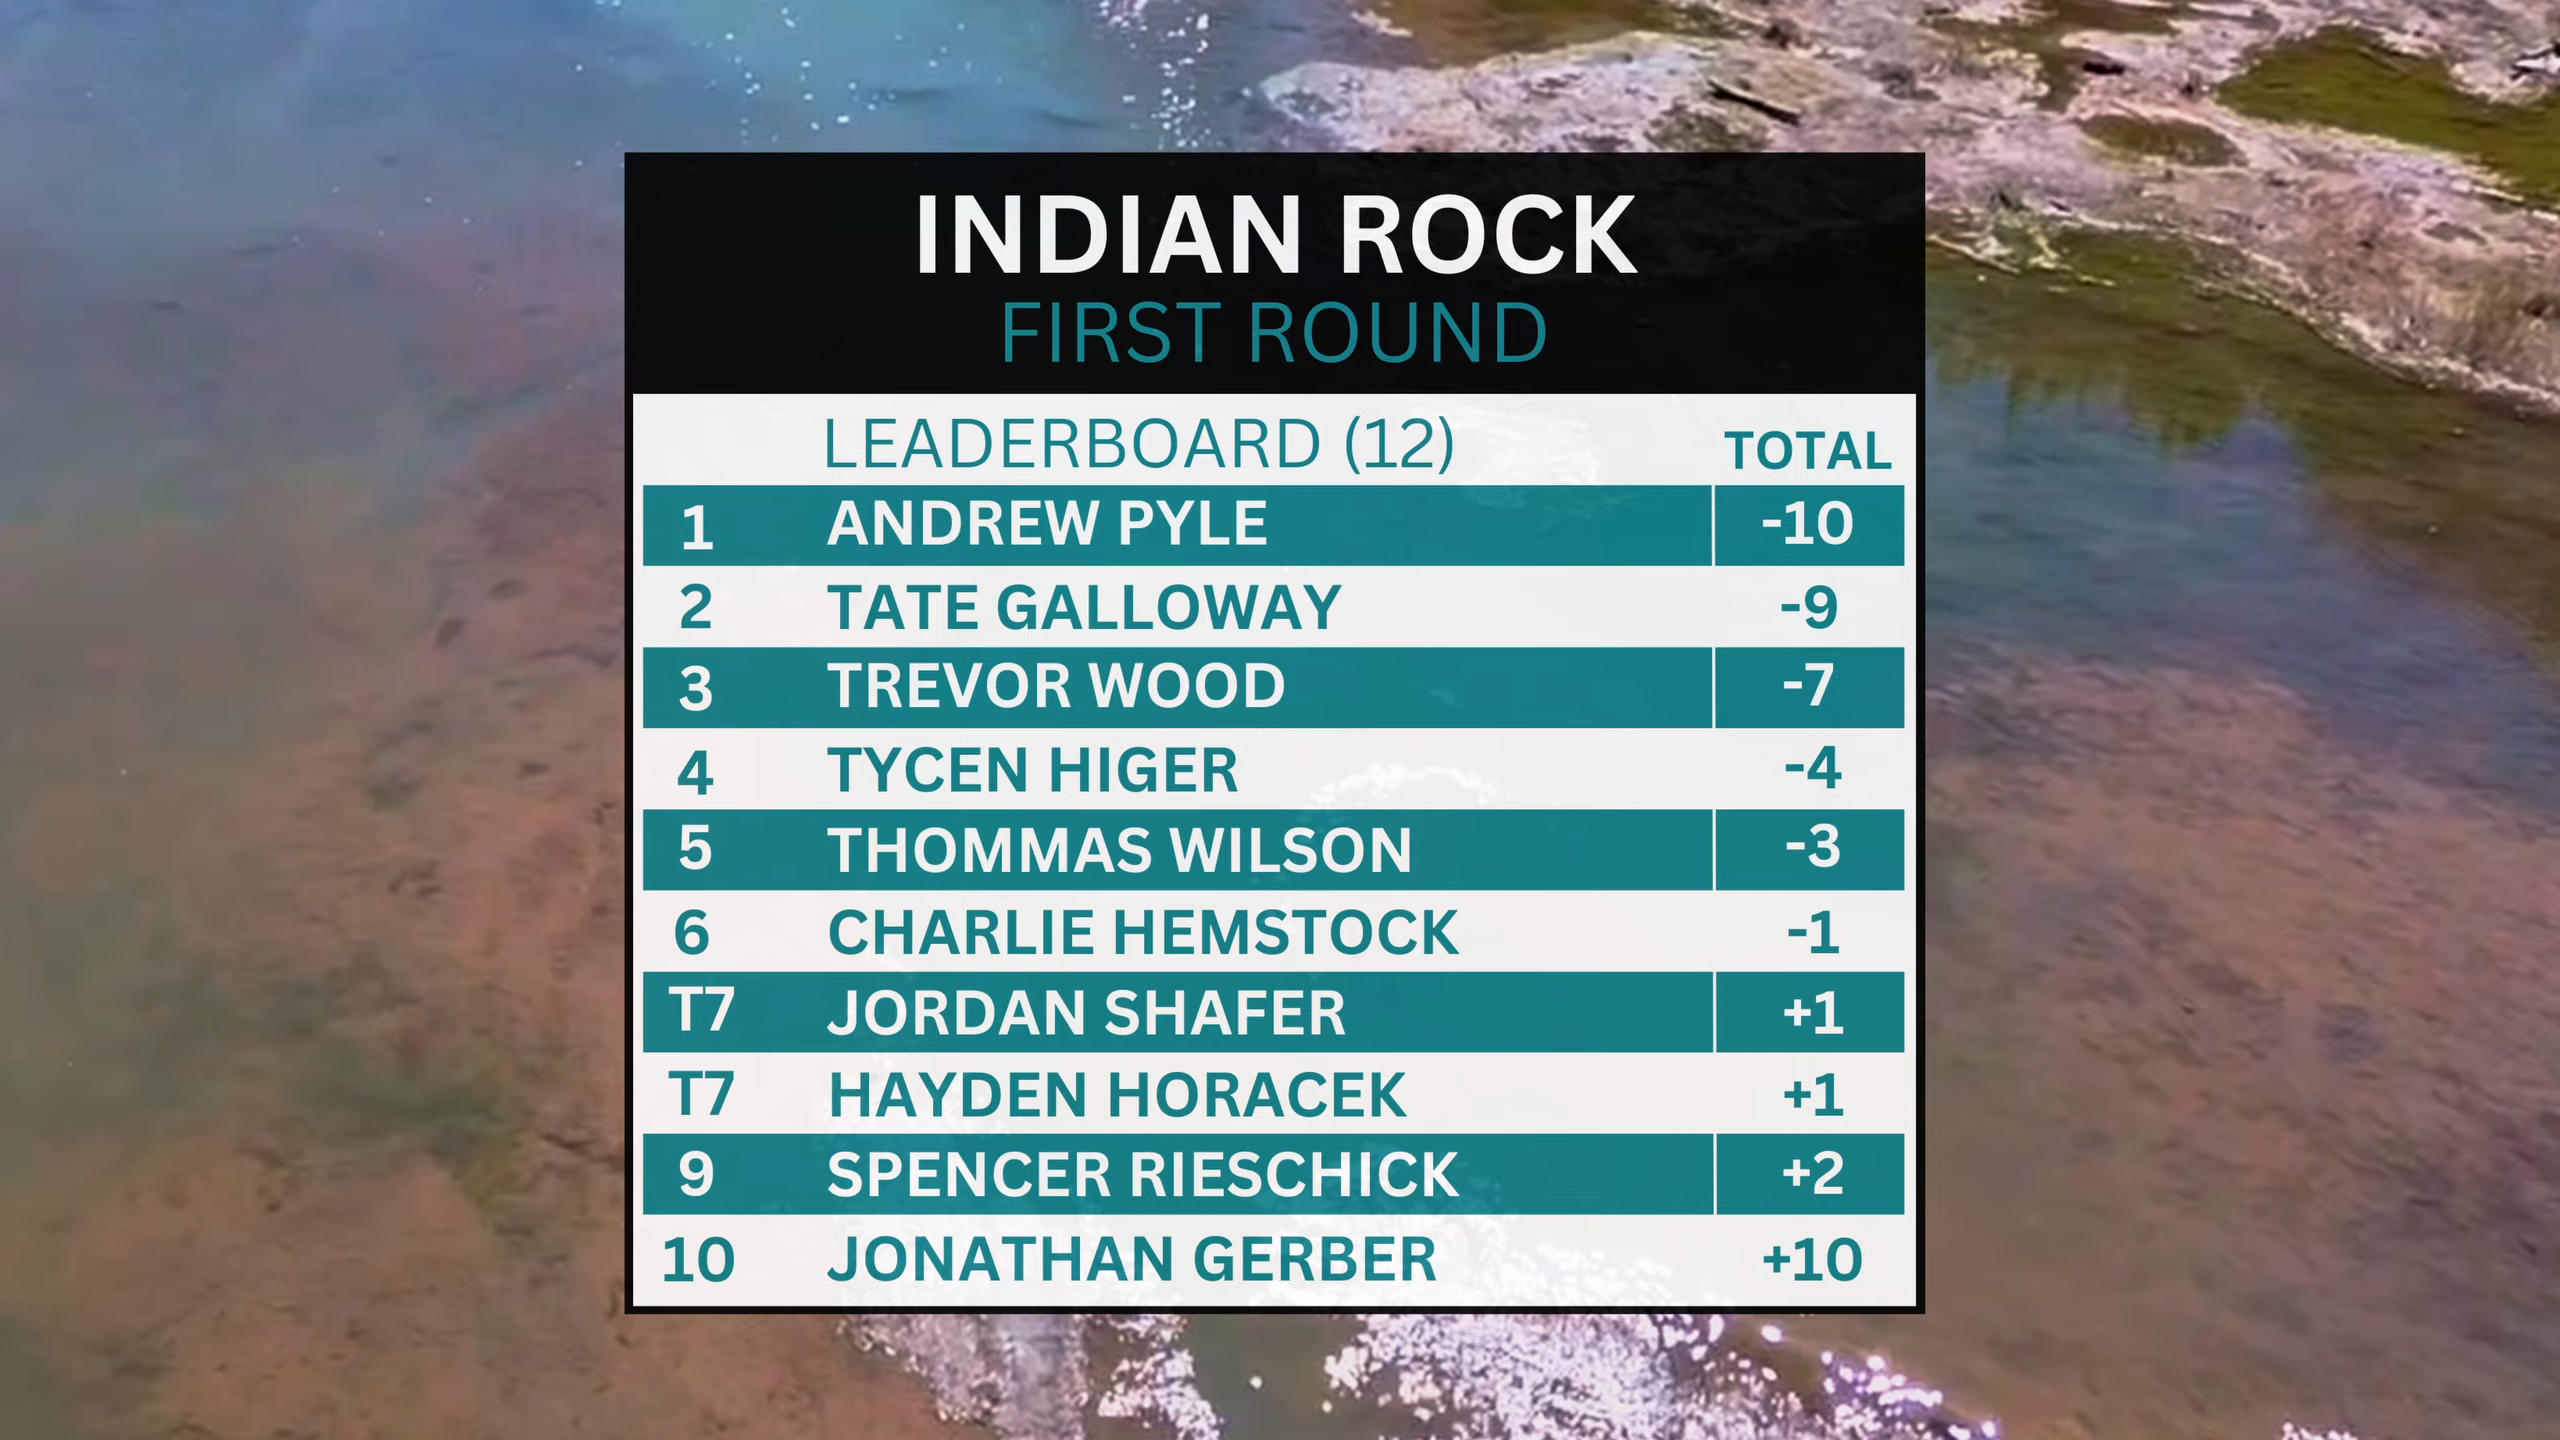 INDIAN ROCK
FIRST ROUND
LEADERBOARD (12) TOTAL
1 ANDREW PYLE -10
2 TATE GALLOWAY -9
3 TREVOR WOOD -7
4 TYCEN HIGER -4
5 THOMMAS WILSON -3
6 CHARLIE HEMSTOCK -1
T7 JORDAN SHAFER +1
T7 HAYDEN HORACEK +1
9 SPENCER RIESCHICK +2
10 JONATHAN GERBER +10